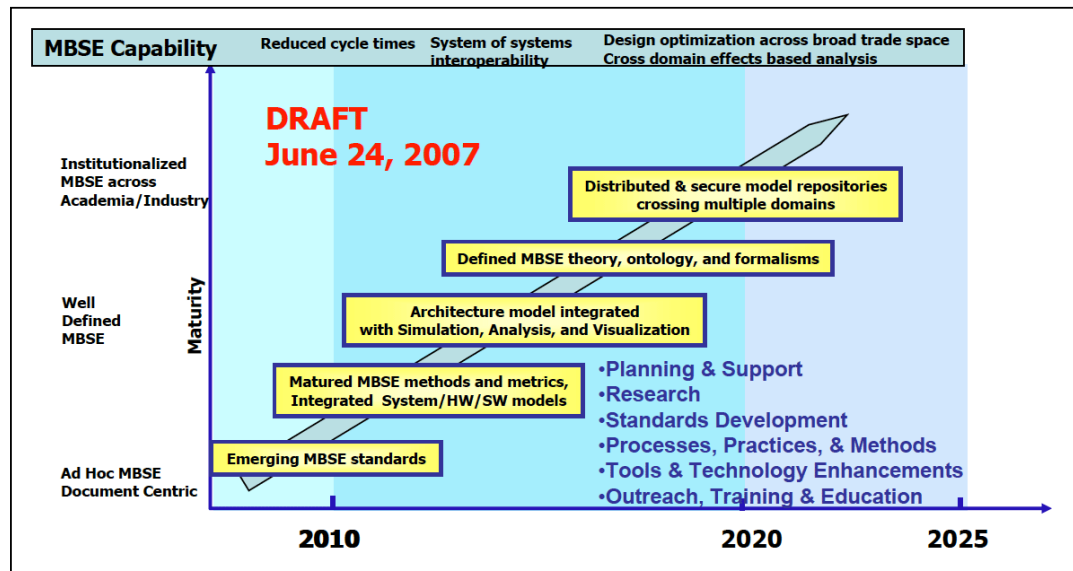 MBSE Capability
Reduced cycle times
System of systems
interoperability
Design optimization across broad trade space
Cross domain effects based analysis
DRAFT
June 24, 2007
Institutionalized
MBSE across
Academia/Industry
Distributed & secure model repositories
crossing multiple domains
Defined MBSE theory, ontology, and formalisms
Well
Defined
MBSE
Maturity
Architecture model integrated
with Simulation, Analysis, and Visualization
Matured MBSE methods and metrics,
Integrated System/HW/SW models
•Planning & Support
•Research
•Standards Development
•Processes, Practices, & Methods
•Tools & Technology Enhancements
•Outreach, Training & Education
Emerging MBSE standards
Ad Hoc MBSE
Document Centric
2010
2020
2025